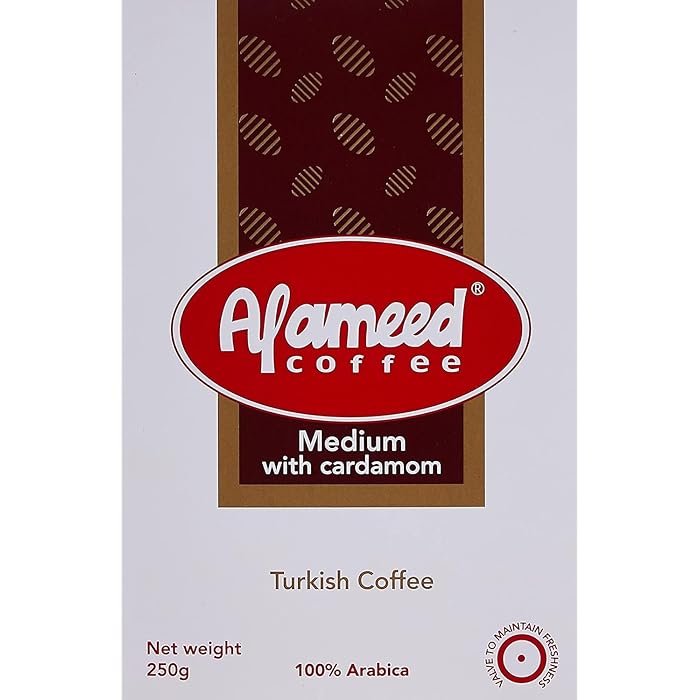 Alameed®
coffee
Medium
with cardamom
Turkish Coffee
Net weight
250g
100% Arabica
VALVE TO MAINTAIN FRESHNESS